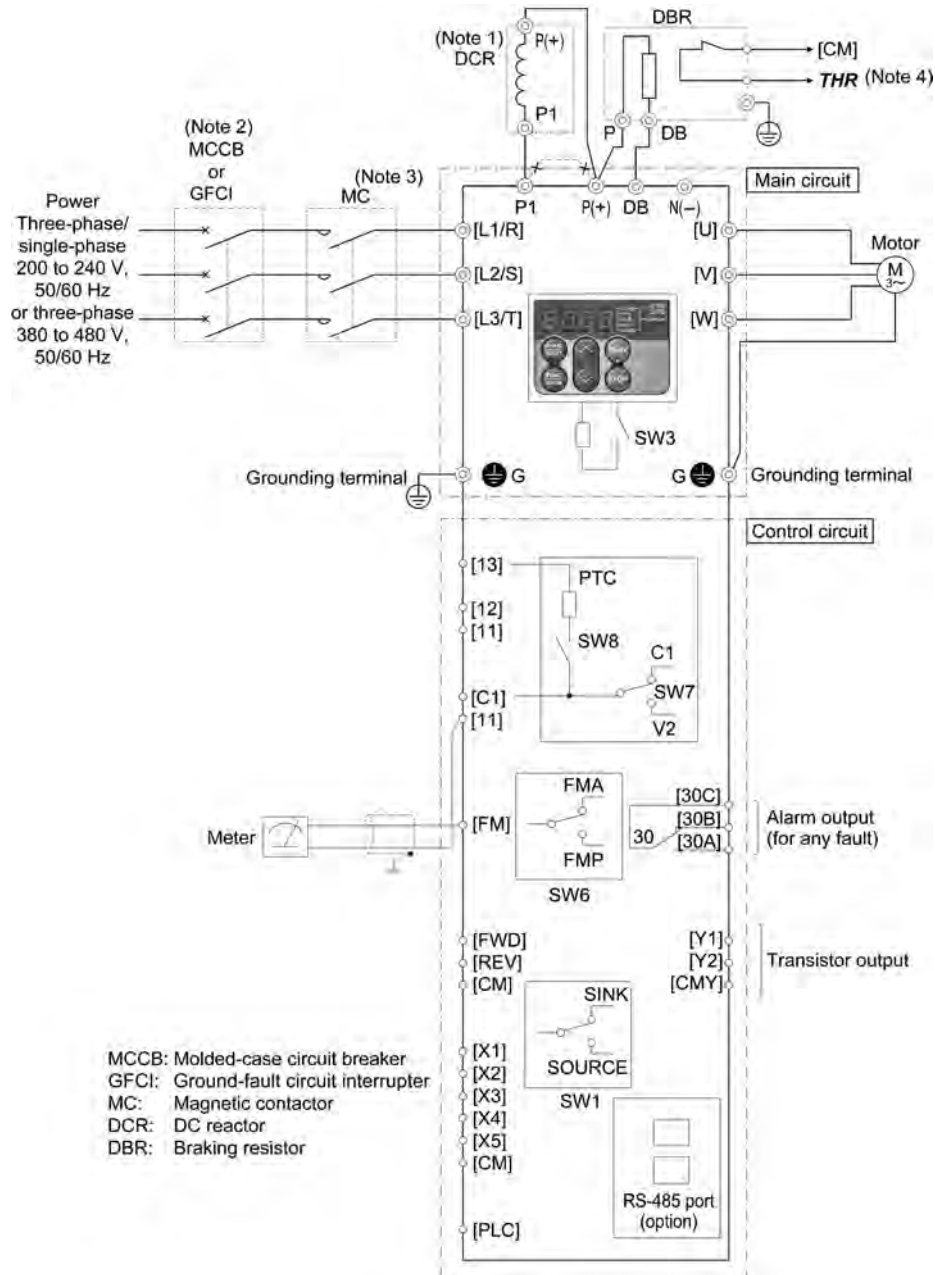 DBR
(Note 1)
DCR
P(+)
P1
[CM]
THR (Note 4)
P
DB
(Note 2)
MCCB
or
GFCI
(Note 3)
MC
Main circuit
P1
P(+)
DB
N(−)
Power
Three-phase/
single-phase
200 to 240 V,
50/60 Hz
or three-phase
380 to 480 V,
50/60 Hz
[L1/R]
[L2/S]
[L3/T]
[U]
[V]
[W]
Motor
M
3~
SW3
Grounding terminal
G
G
Grounding terminal
Control circuit
[13]
[12]
[11]
[C1]
[11]
PTC
SW8
C1
SW7
V2
Meter
[FM]
FMA
FMP
SW6
30
[30C]
[30B]
[30A]
Alarm output
(for any fault)
[FWD]
[REV]
[CM]
[Y1]
[Y2]
[CMY]
Transistor output
SINK
SOURCE
SW1
[X1]
[X2]
[X3]
[X4]
[X5]
[CM]
[PLC]
RS-485 port
(option)
MCCB: Molded-case circuit breaker
GFCI: Ground-fault circuit interrupter
MC: Magnetic contactor
DCR: DC reactor
DBR: Braking resistor